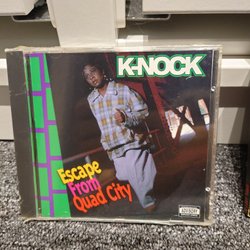 K-NOCK
Escape
From
Quad City